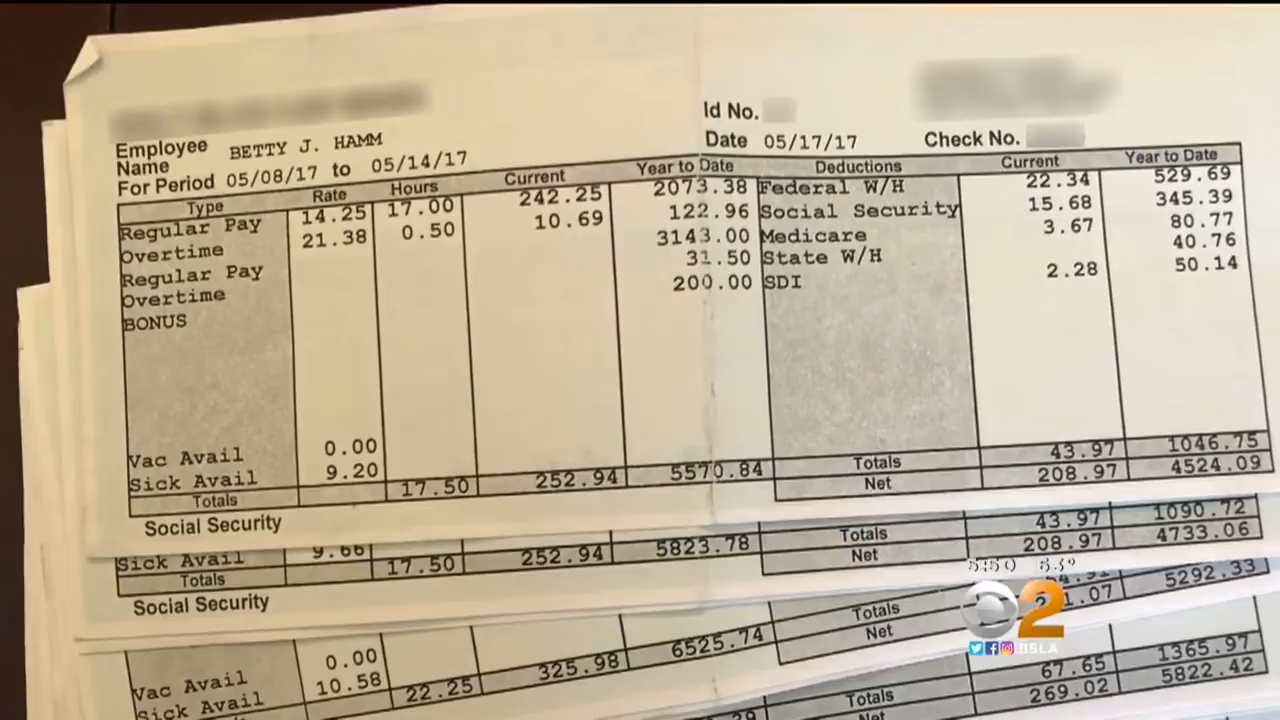 Id No.
Employee Name BETTY J. HAMM Date 05/17/17 Check No.
For Period 05/08/17 to 05/14/17
Type Rate Hours Current Year to Date Deductions Current Year to Date
Regular Pay 14.25 17.00 242.25 2073.38 Federal W/H 22.34 529.69
Overtime 21.38 0.50 10.69 122.96 Social Security 15.68 345.39
Regular Pay 3143.00 Medicare 3.67 80.77
Overtime 31.50 State W/H 40.76
BONUS 200.00 SDI 2.28 50.14
Vac Avail 0.00
Sick Avail 9.20 Totals 43.97 1046.75
Totals 17.50 252.94 5570.84 Net 208.97 4524.09
Social Security
Sick Avail 9.66 Totals 43.97 1090.72
Totals 17.50 252.94 5823.78 Net 208.97 4733.06
Social Security
5:50 63°
2
BSLA
Totals
Net 1.07 5292.33
Vac Avail 0.00
Sick Avail 10.58 22.25 325.98 6525.74
Totals 67.65 1365.97
Net 269.02 5822.42